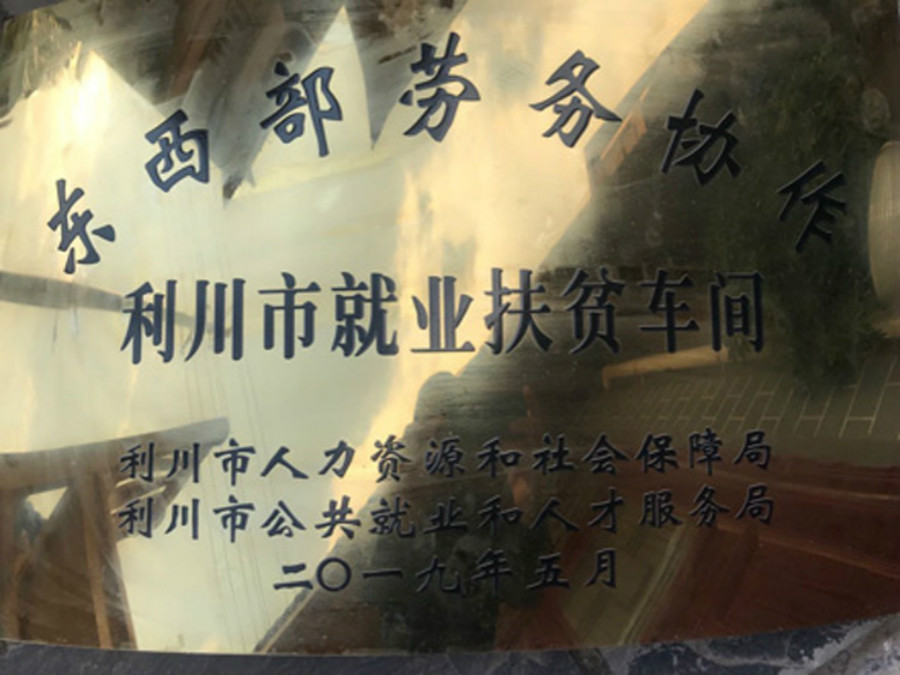 东西部劳务协作
利川市就业扶贫车间
利川市人力资源和社会保障局
利川市公共就业和人才服务局
二〇一九年五月